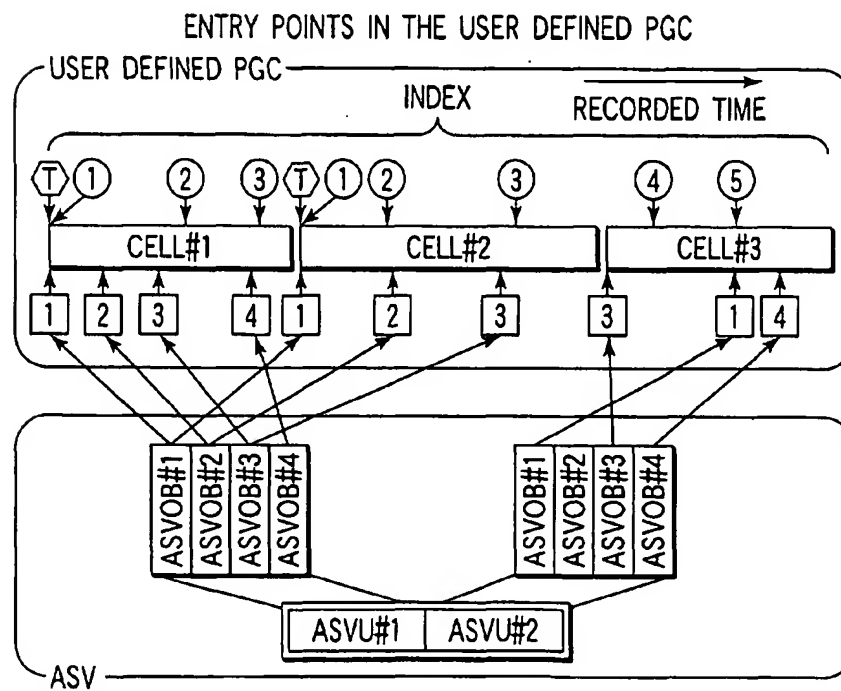 ENTRY POINTS IN THE USER DEFINED PGC
USER DEFINED PGC
INDEX
RECORDED TIME
T 1 2 3 T 1 2 3 4 5
CELL#1 CELL#2 CELL#3
1 2 3 4 1 2 3 3 1 4
ASVOB#1 ASVOB#2 ASVOB#3 ASVOB#4 ASVOB#1 ASVOB#2 ASVOB#3 ASVOB#4
ASVU#1 ASVU#2
ASV